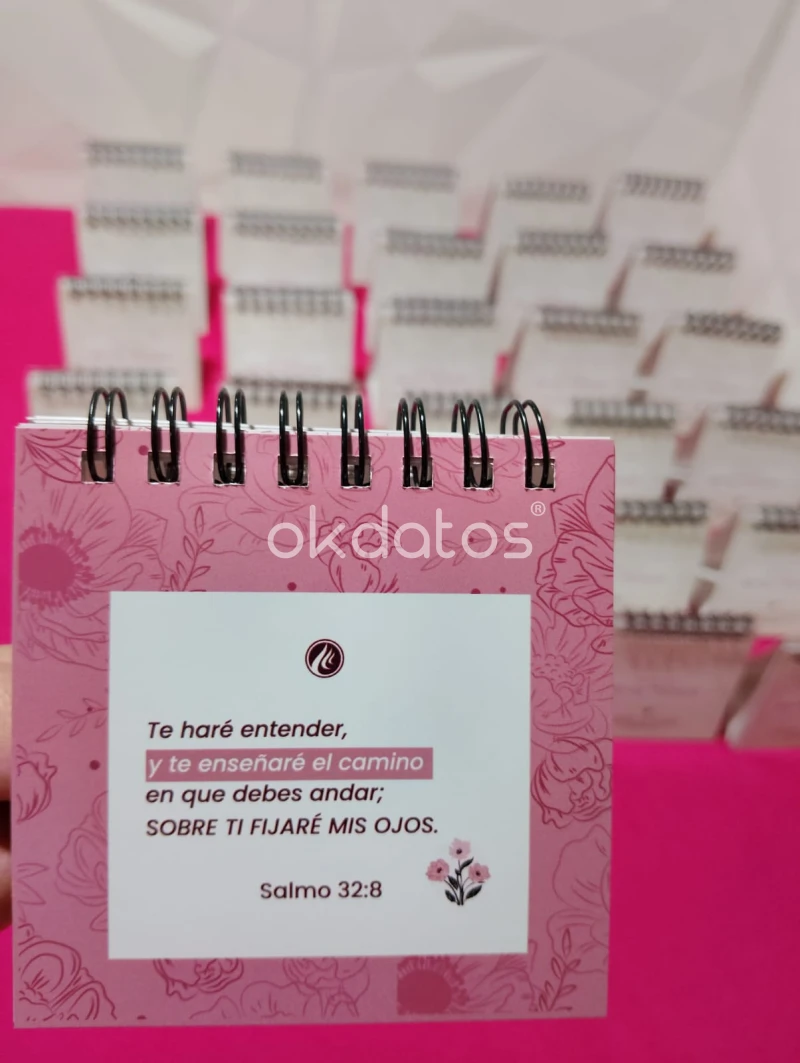 okdatos®
Te haré entender,
y te enseñaré el camino
en que debes andar;
SOBRE TI FIJARÉ MIS OJOS.
Salmo 32:8